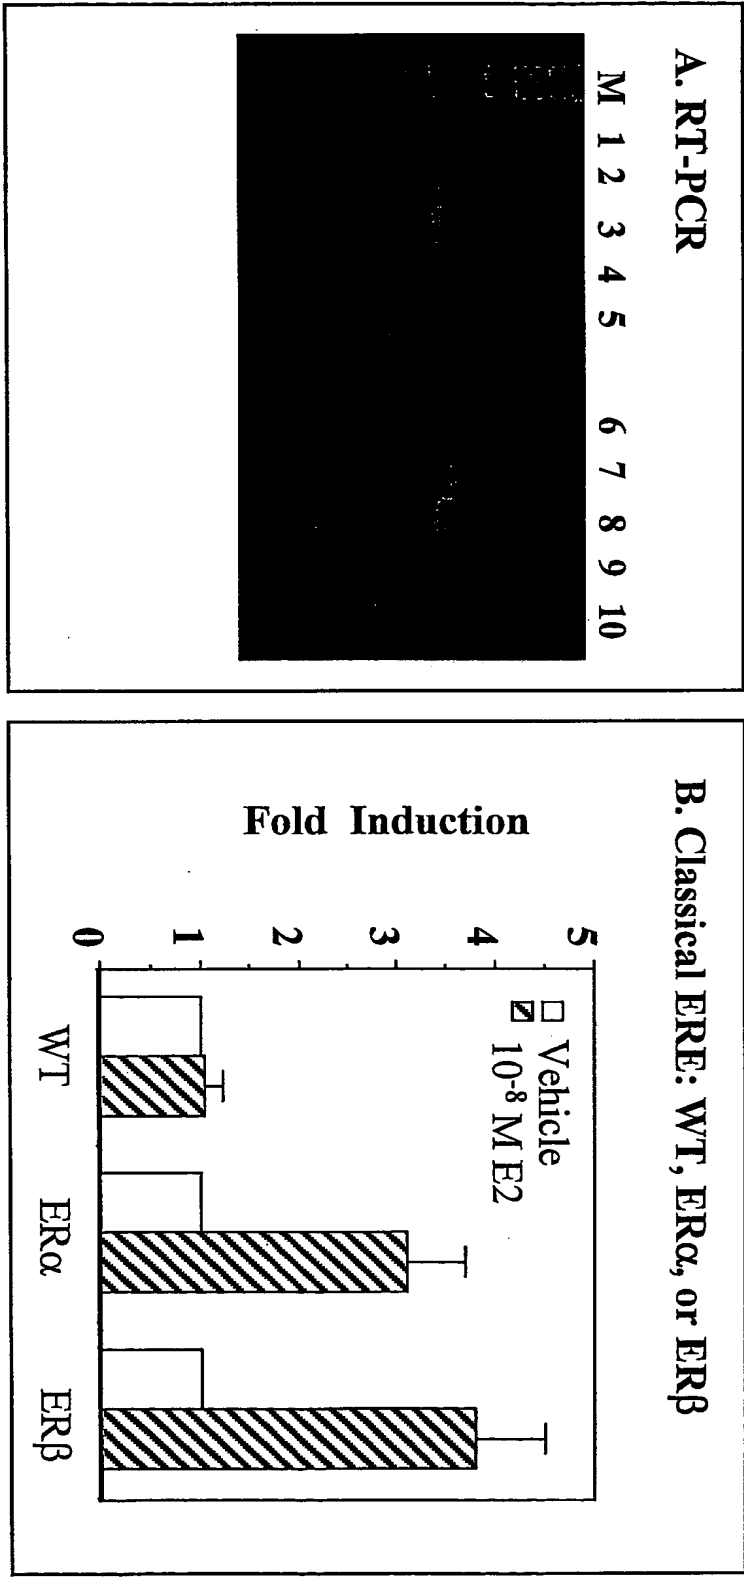 A. RT-PCR
M 1 2 3 4 5 6 7 8 9 10
B. Classical ERE: WT, ERα, or ERβ
Fold Induction
5
4
3
2
1
0
Vehicle
10⁻⁸ M E2
WT ERα ERβ